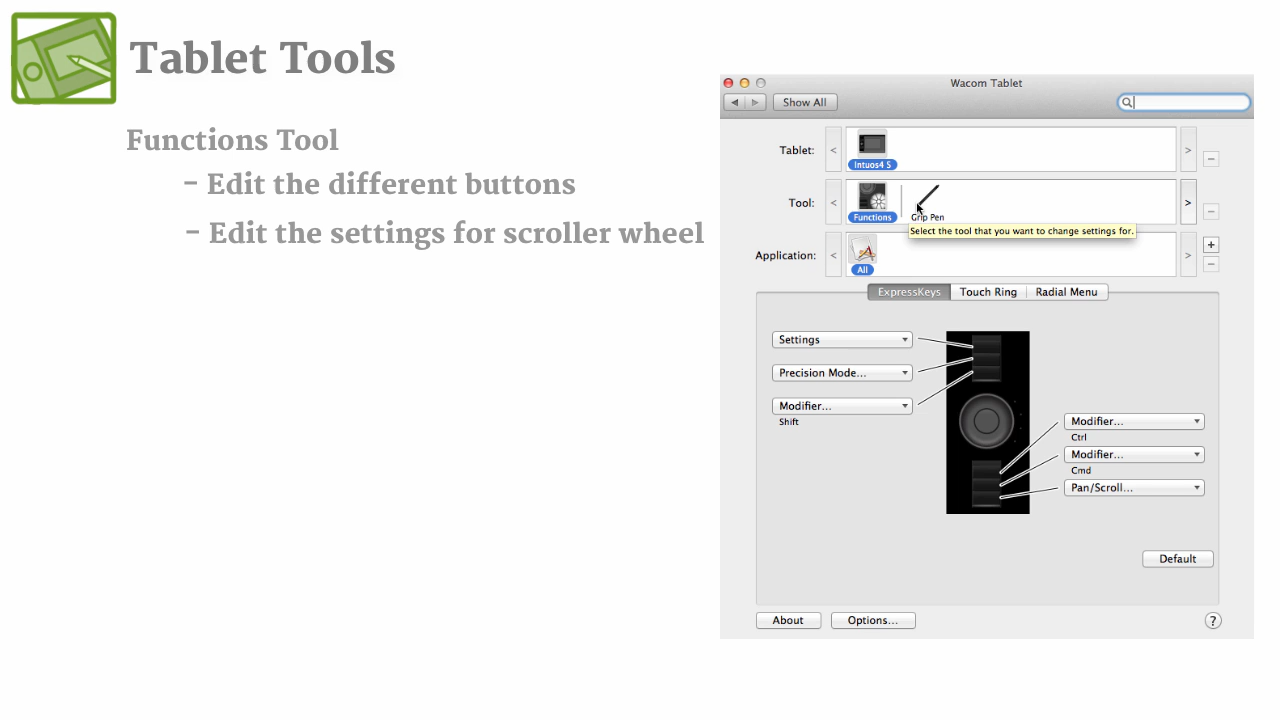 Tablet Tools
Functions Tool
- Edit the different buttons
- Edit the settings for scroller wheel
Wacom Tablet
Show All
Tablet:
Intuos4 S
Tool:
Functions
Grip Pen
Select the tool that you want to change settings for.
Application:
All
ExpressKeys Touch Ring Radial Menu
Settings
Precision Mode...
Modifier...
Shift
Modifier...
Ctrl
Modifier...
Cmd
Pan/Scroll...
Default
About Options... ?